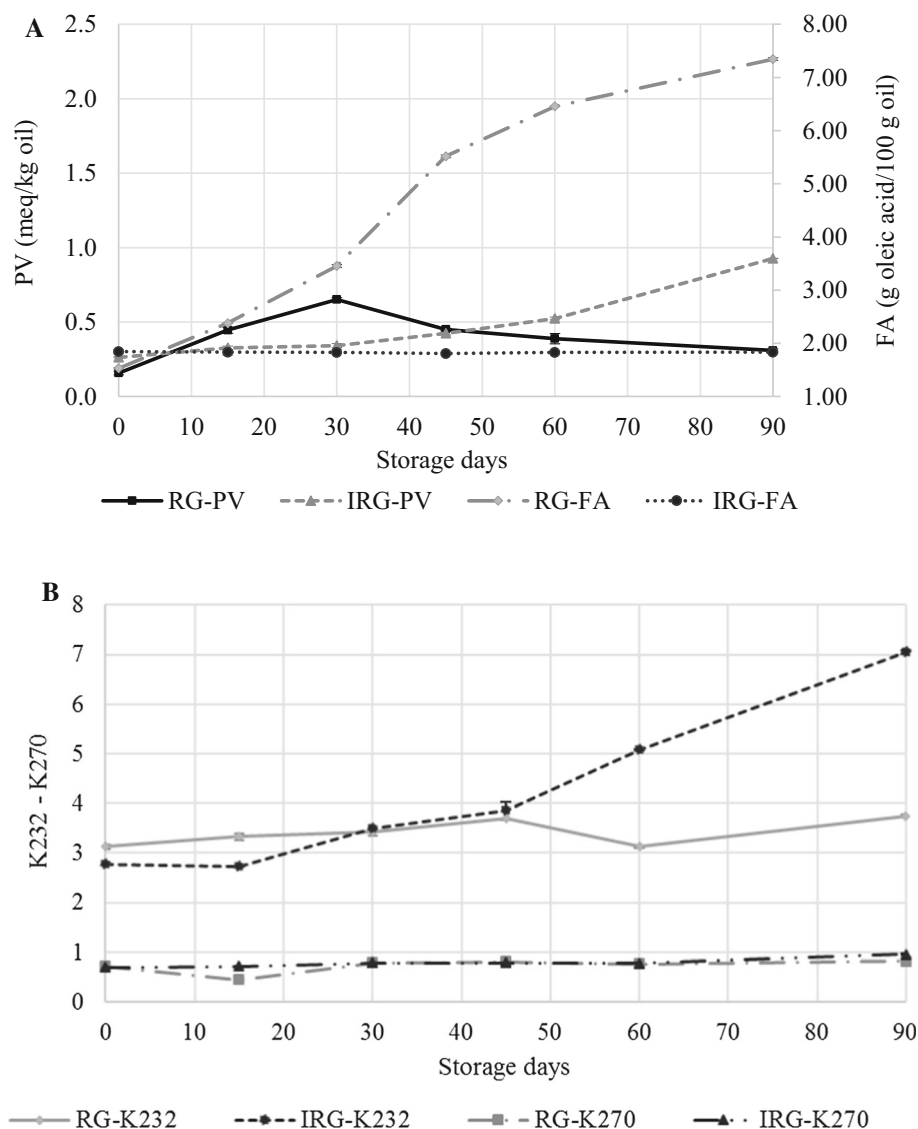 A
2.5 8.00
2.0 7.00
6.00
1.5 5.00
1.0 4.00
3.00
0.5 2.00
0.0 1.00
PV (meq/kg oil)
FA (g oleic acid/100 g oil)
0 10 20 30 40 50 60 70 80 90
Storage days
RG-PV IRG-PV RG-FA IRG-FA
B
8
7
6
5
4
3
2
1
0
K232 - K270
0 10 20 30 40 50 60 70 80 90
Storage days
RG-K232 IRG-K232 RG-K270 IRG-K270